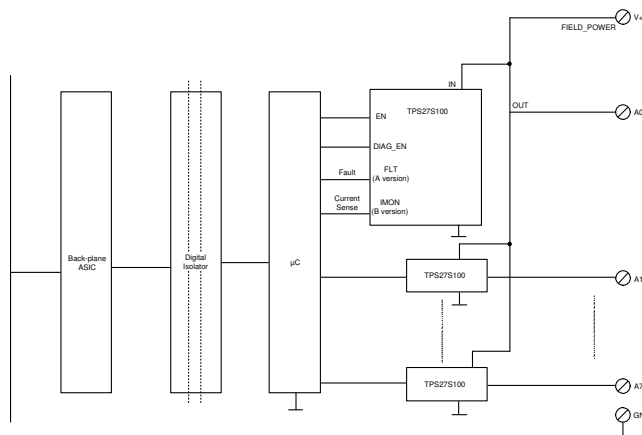 V+
FIELD_POWER
IN
TPS27S100
OUT
A0
EN
DIAG_EN
Fault
FLT
(A version)
Current
Sense
IMON
(B version)
Back-plane
ASIC
Digital
Isolator
µC
TPS27S100
A1
TPS27S100
A7
GN